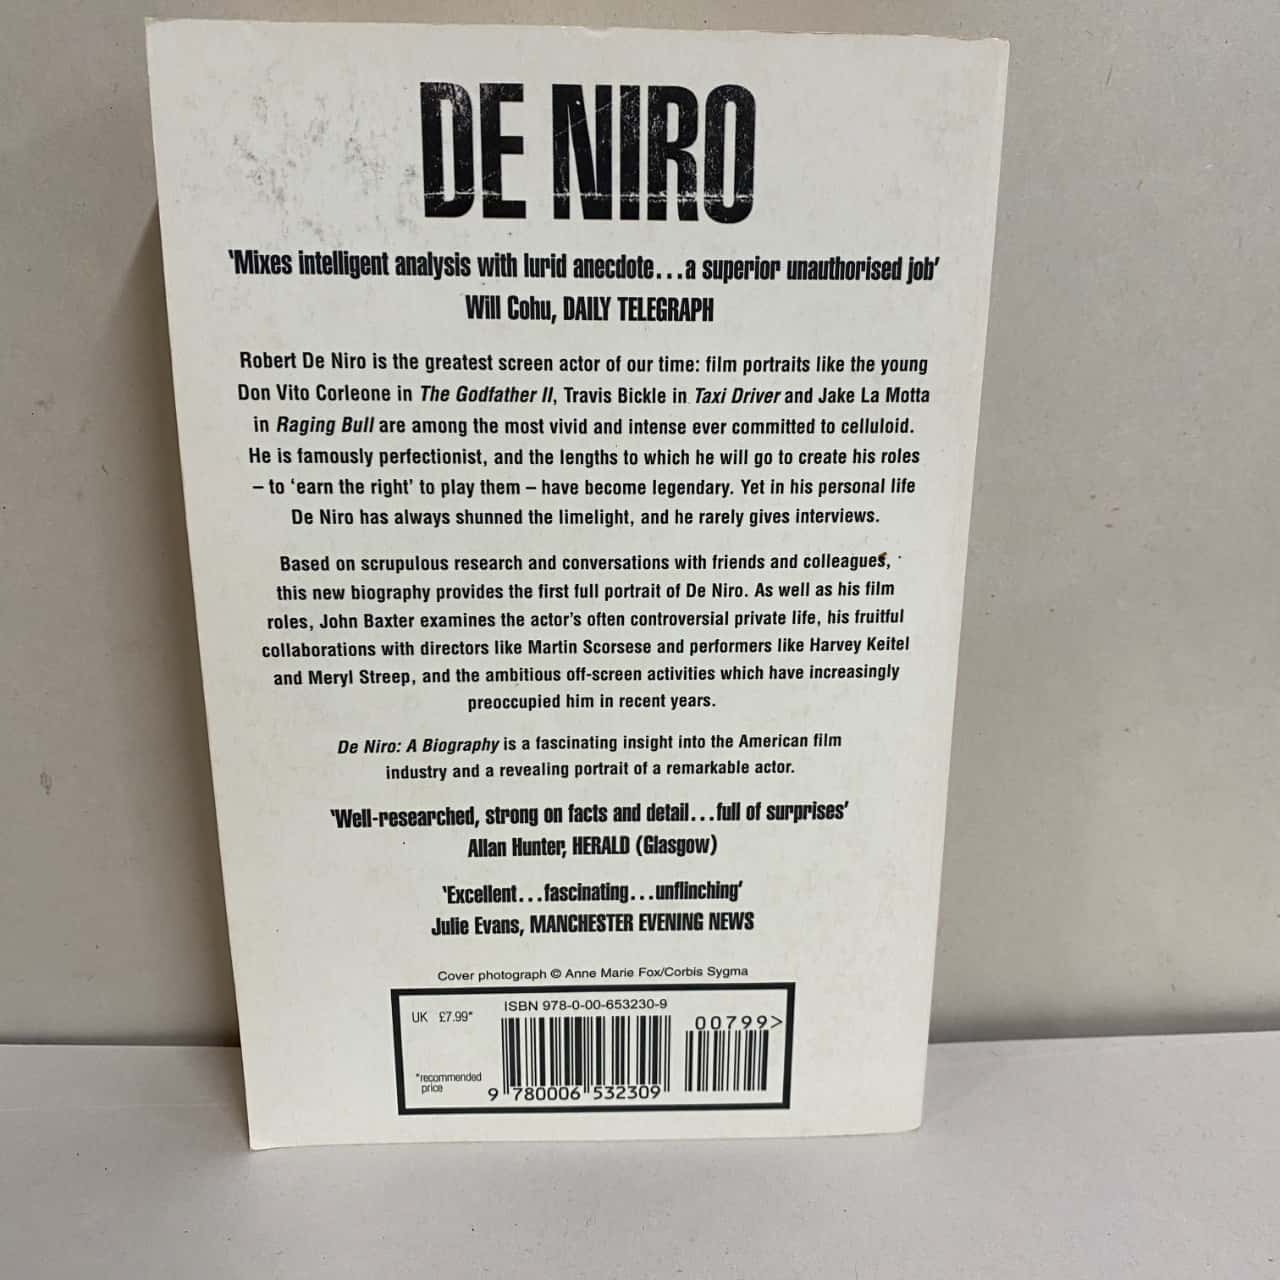 DE NIRO
‘Mixes intelligent analysis with lurid anecdote...a superior unauthorised job’
Will Cohu, DAILY TELEGRAPH
Robert De Niro is the greatest screen actor of our time: film portraits like the young
Don Vito Corleone in The Godfather II, Travis Bickle in Taxi Driver and Jake La Motta
in Raging Bull are among the most vivid and intense ever committed to celluloid.
He is famously perfectionist, and the lengths to which he will go to create his roles
– to ‘earn the right’ to play them – have become legendary. Yet in his personal life
De Niro has always shunned the limelight, and he rarely gives interviews.
Based on scrupulous research and conversations with friends and colleagues,
this new biography provides the first full portrait of De Niro. As well as his film
roles, John Baxter examines the actor’s often controversial private life, his fruitful
collaborations with directors like Martin Scorsese and performers like Harvey Keitel
and Meryl Streep, and the ambitious off-screen activities which have increasingly
preoccupied him in recent years.
De Niro: A Biography is a fascinating insight into the American film
industry and a revealing portrait of a remarkable actor.
‘Well-researched, strong on facts and detail...full of surprises’
Allan Hunter, HERALD (Glasgow)
‘Excellent...fascinating...unflinching’
Julie Evans, MANCHESTER EVENING NEWS
Cover photograph © Anne Marie Fox/Corbis Sygma
ISBN 978-0-00-653230-9
UK £7.99*
00799>
*recommended
price
9 780006 532309